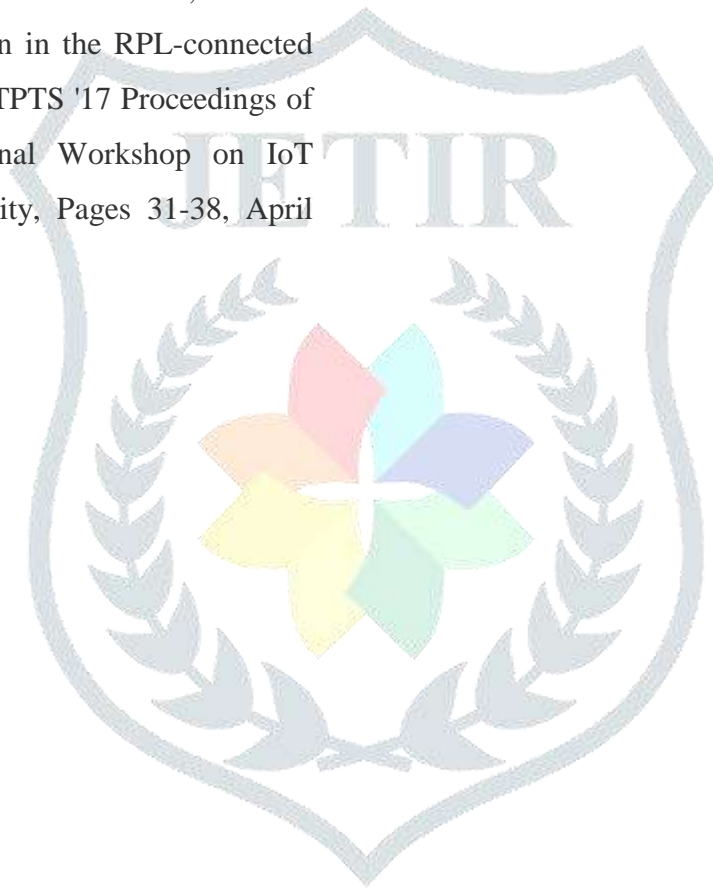 n in the RPL-connected
TPTS '17 Proceedings of
nal Workshop on IoT
ity, Pages 31-38, April
JETIR